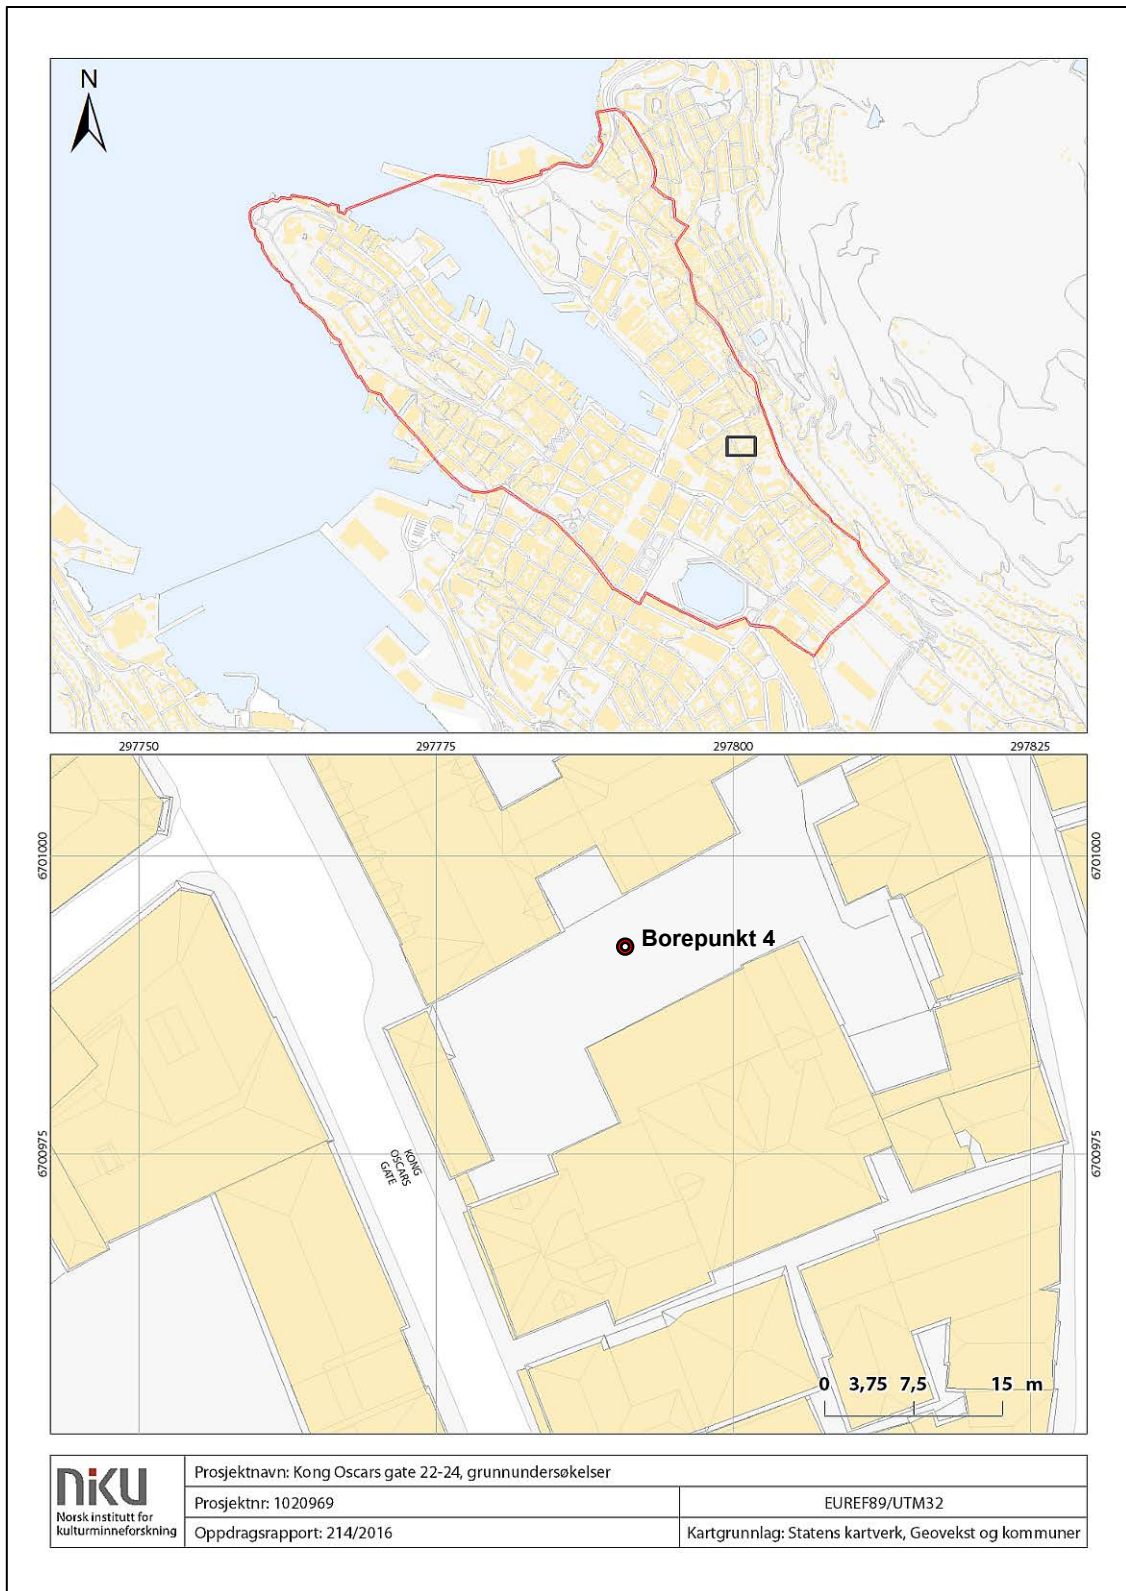 N
297750 297775 297800 297825
6701000 6701000
Borepunkt 4
6700975 6700975
KONG
OSCARS
GATE
0 3,75 7,5 15 m
niku
Norsk institutt for
kulturminneforskning
Prosjektnavn: Kong Oscars gate 22-24, grunnundersøkelser
Prosjektnr: 1020969
EUREF89/UTM32
Oppdragsrapport: 214/2016
Kartgrunnlag: Statens kartverk, Geovekst og kommuner